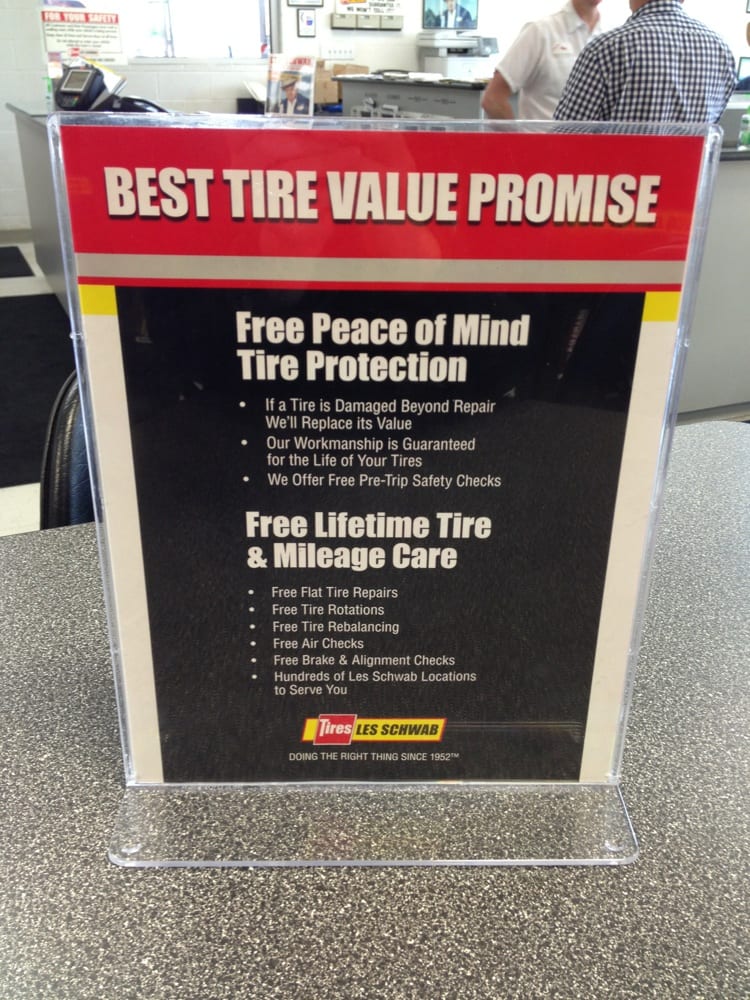 FOR YOUR SAFETY
BEST TIRE VALUE PROMISE
Free Peace of Mind
Tire Protection
• If a Tire is Damaged Beyond Repair
We'll Replace its Value
• Our Workmanship is Guaranteed
for the Life of Your Tires
• We Offer Free Pre-Trip Safety Checks
Free Lifetime Tire
& Mileage Care
• Free Flat Tire Repairs
• Free Tire Rotations
• Free Tire Rebalancing
• Free Air Checks
• Free Brake & Alignment Checks
• Hundreds of Les Schwab Locations
to Serve You
Tires LES SCHWAB
DOING THE RIGHT THING SINCE 1952™